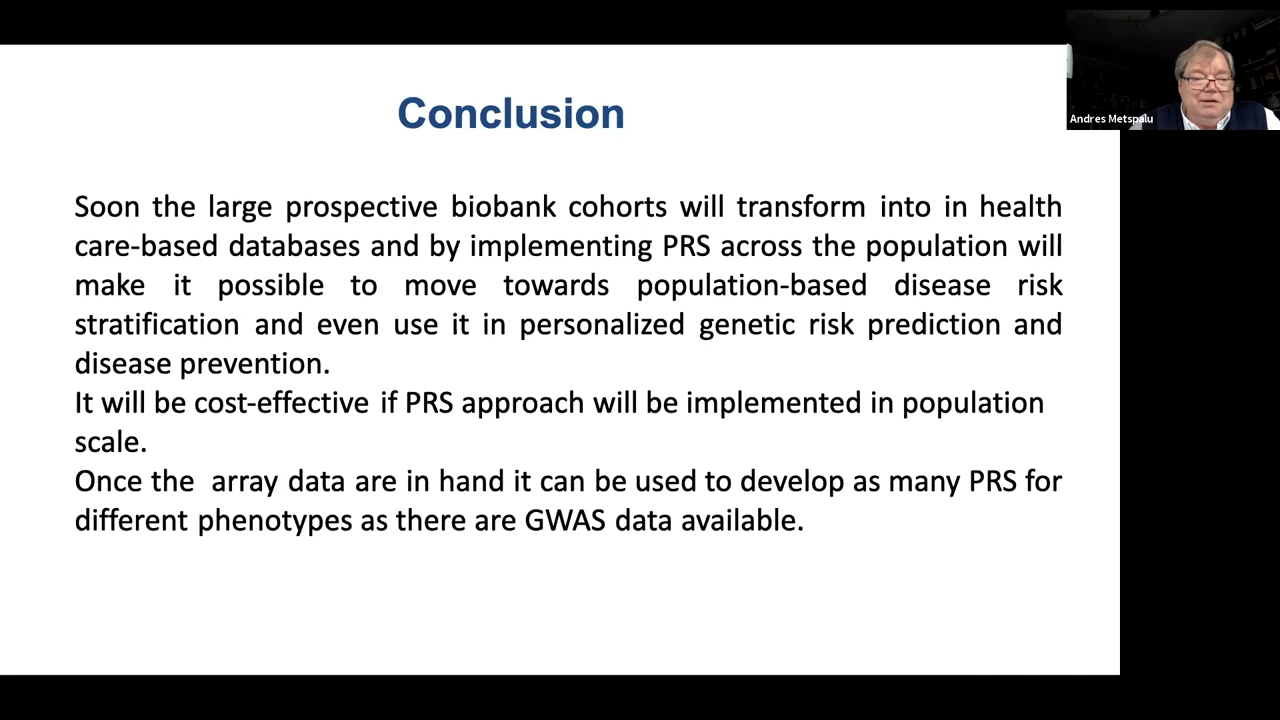 Conclusion
Andres Metspalu
Soon the large prospective biobank cohorts will transform into in health
care-based databases and by implementing PRS across the population will
make it possible to move towards population-based disease risk
stratification and even use it in personalized genetic risk prediction and
disease prevention.
It will be cost-effective if PRS approach will be implemented in population
scale.
Once the array data are in hand it can be used to develop as many PRS for
different phenotypes as there are GWAS data available.